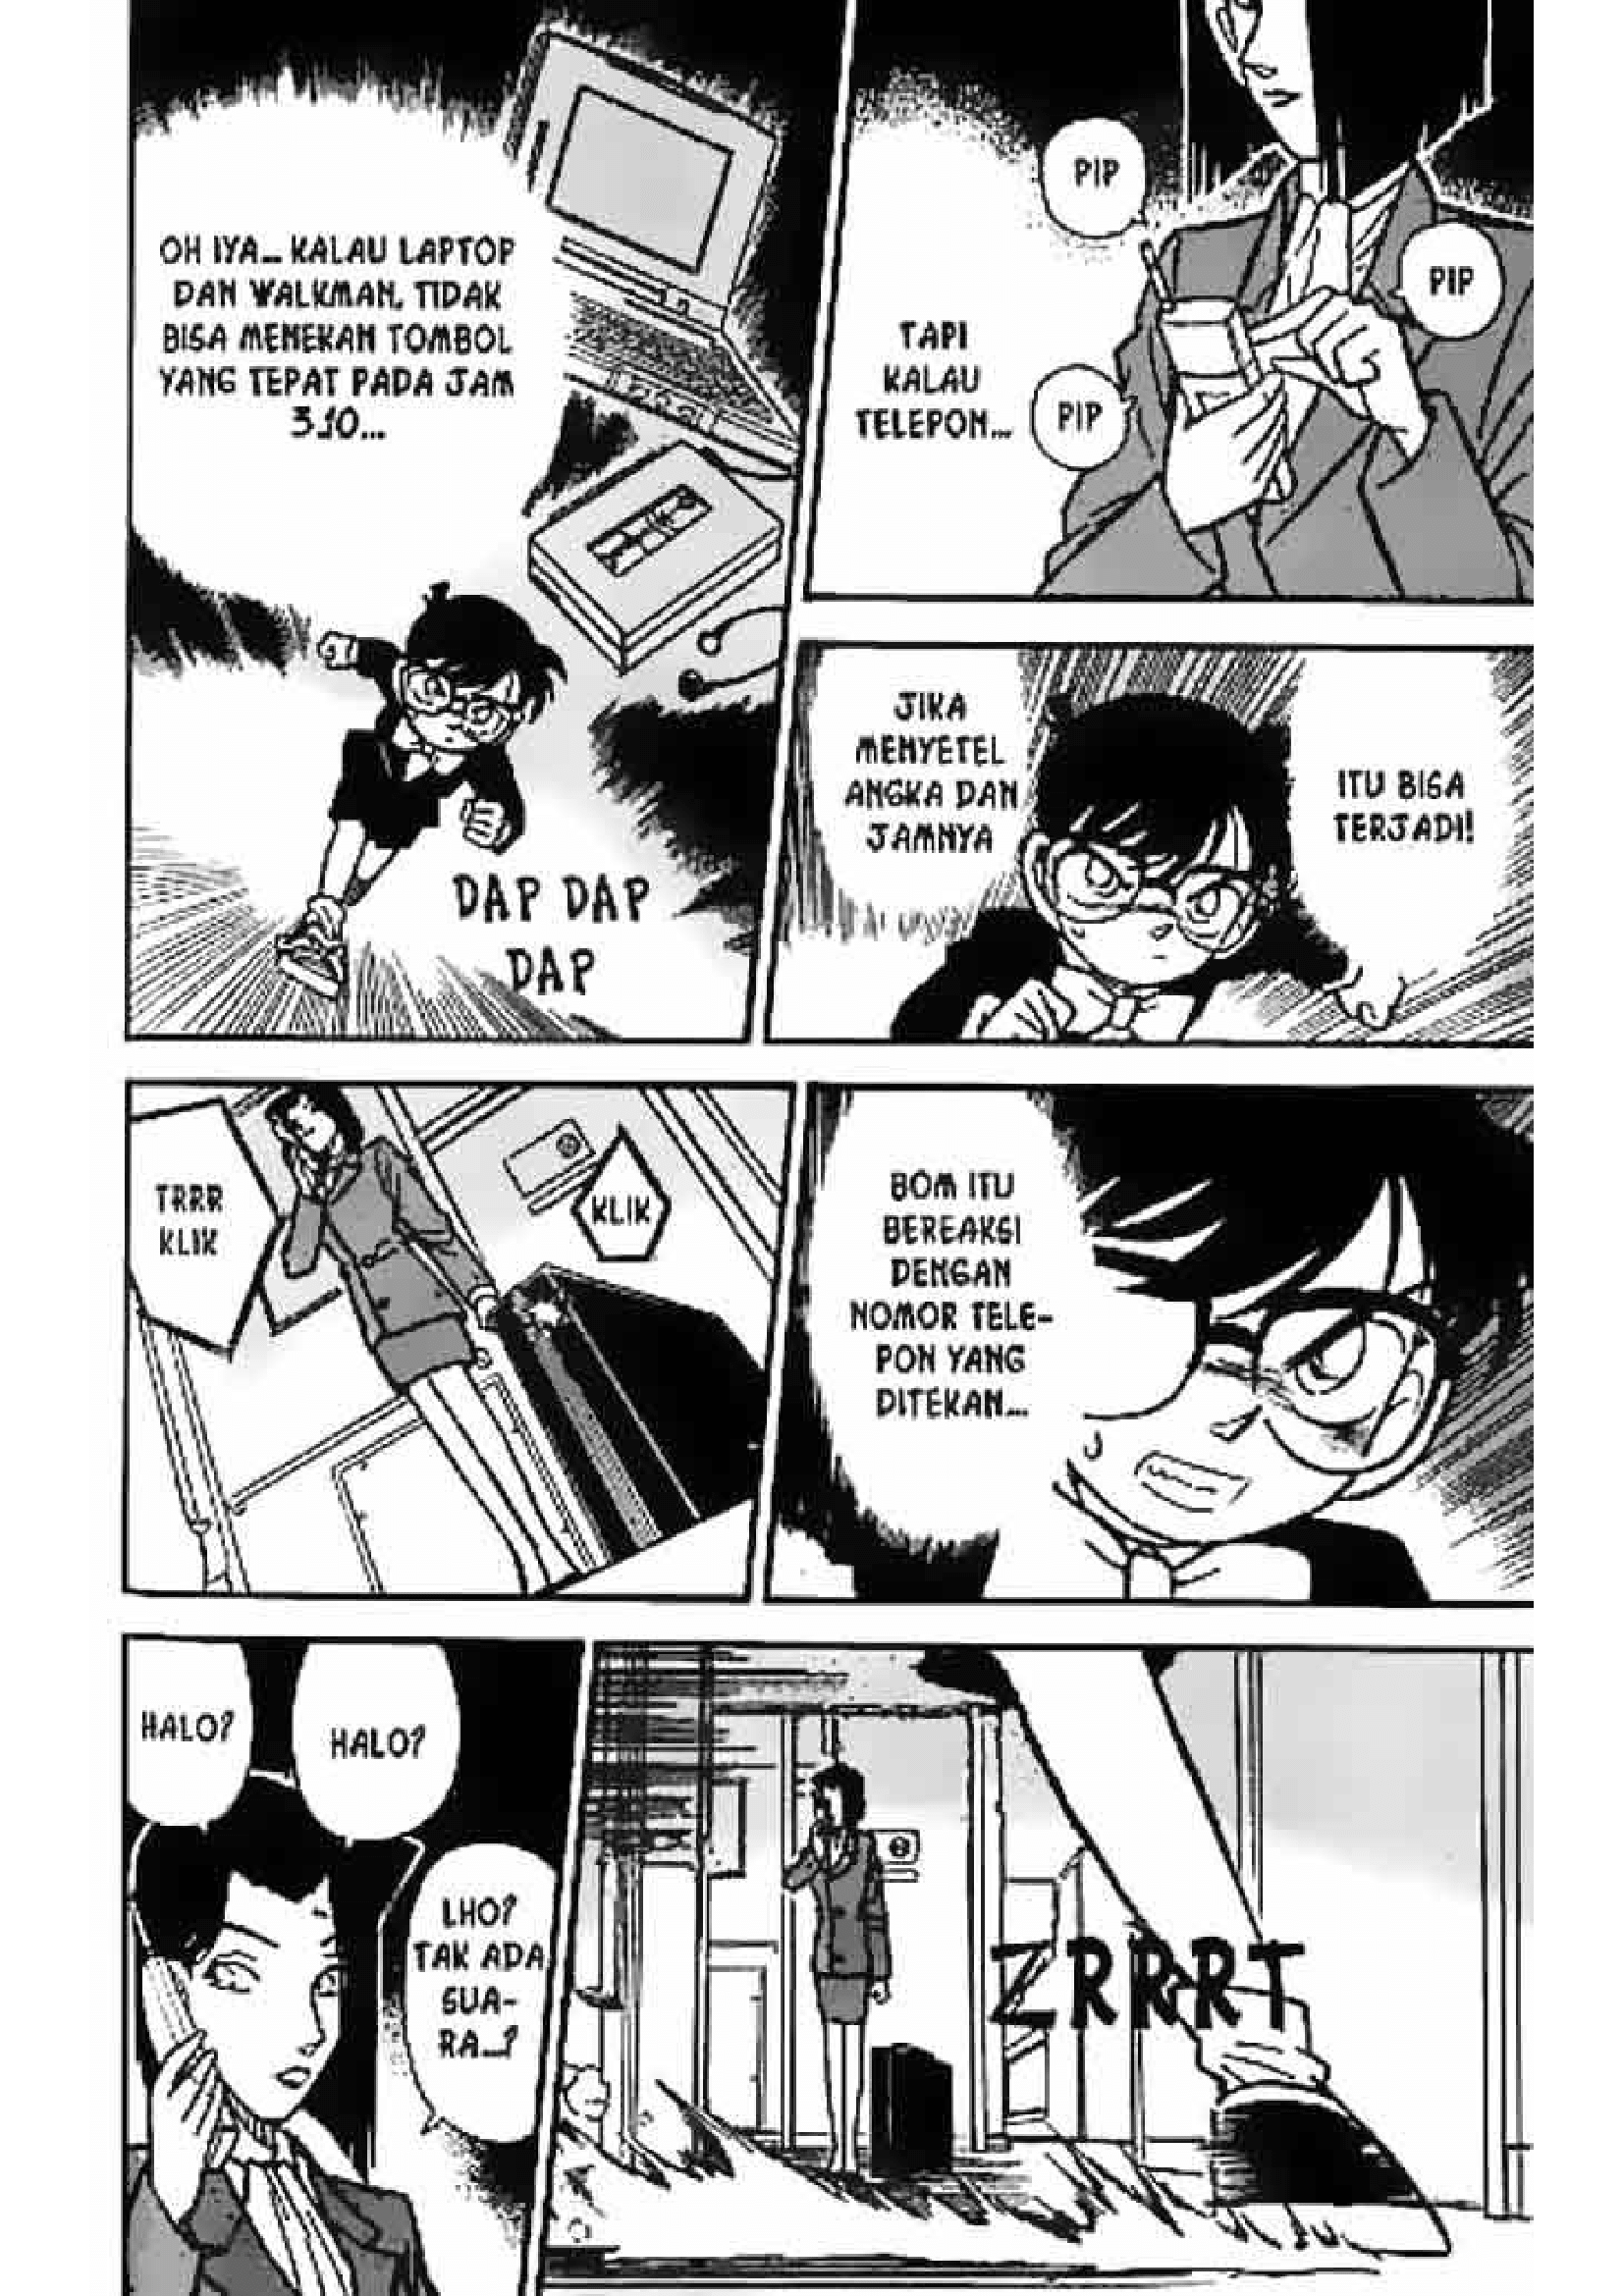 OH IYA... KALAU LAPTOP
DAN WALKMAN, TIDAK
BISA MENEKAN TOMBOL
YANG TEPAT PADA JAM
3.10...
DAP DAP
DAP
PIP
PIP
PIP
TAPI
KALAU
TELEPON...
JIKA
MENYETEL
ANGKA DAN
JAMNYA
ITU BISA
TERJADI!
TRRR
KLIK
KLIK
BOM ITU
BEREAKSI
DENGAN
NOMOR TELE-
PON YANG
DITEKAN...
HALO?
HALO?
LHO?
TAK ADA
SUA-
RA...?
ZRRRT